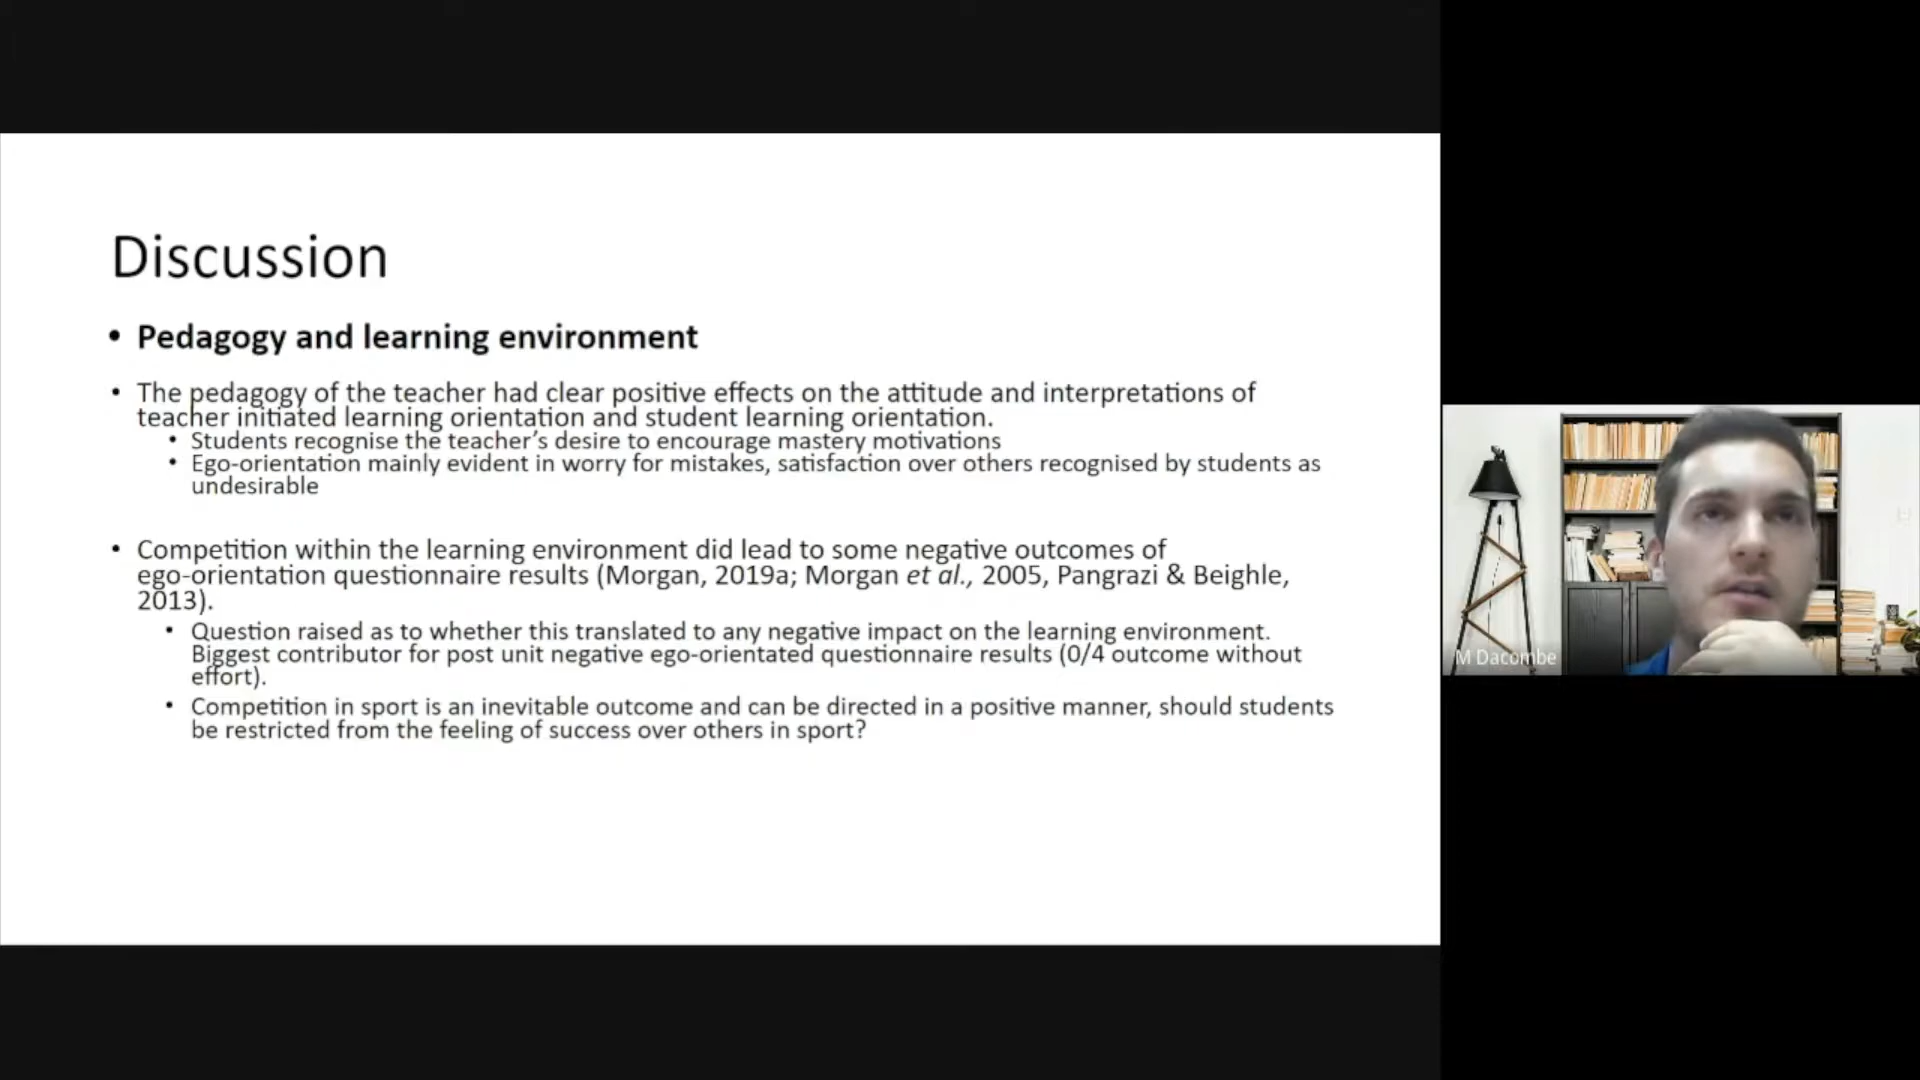 Discussion
• Pedagogy and learning environment
• The pedagogy of the teacher had clear positive effects on the attitude and interpretations of
teacher initiated learning orientation and student learning orientation.
• Students recognise the teacher's desire to encourage mastery motivations
• Ego-orientation mainly evident in worry for mistakes, satisfaction over others recognised by students as
undesirable
• Competition within the learning environment did lead to some negative outcomes of
ego-orientation questionnaire results (Morgan, 2019a; Morgan et al., 2005, Pangrazi & Beighle,
2013).
• Question raised as to whether this translated to any negative impact on the learning environment.
Biggest contributor for post unit negative ego-orientated questionnaire results (0/4 outcome without
effort).
• Competition in sport is an inevitable outcome and can be directed in a positive manner, should students
be restricted from the feeling of success over others in sport?
M Dacombe